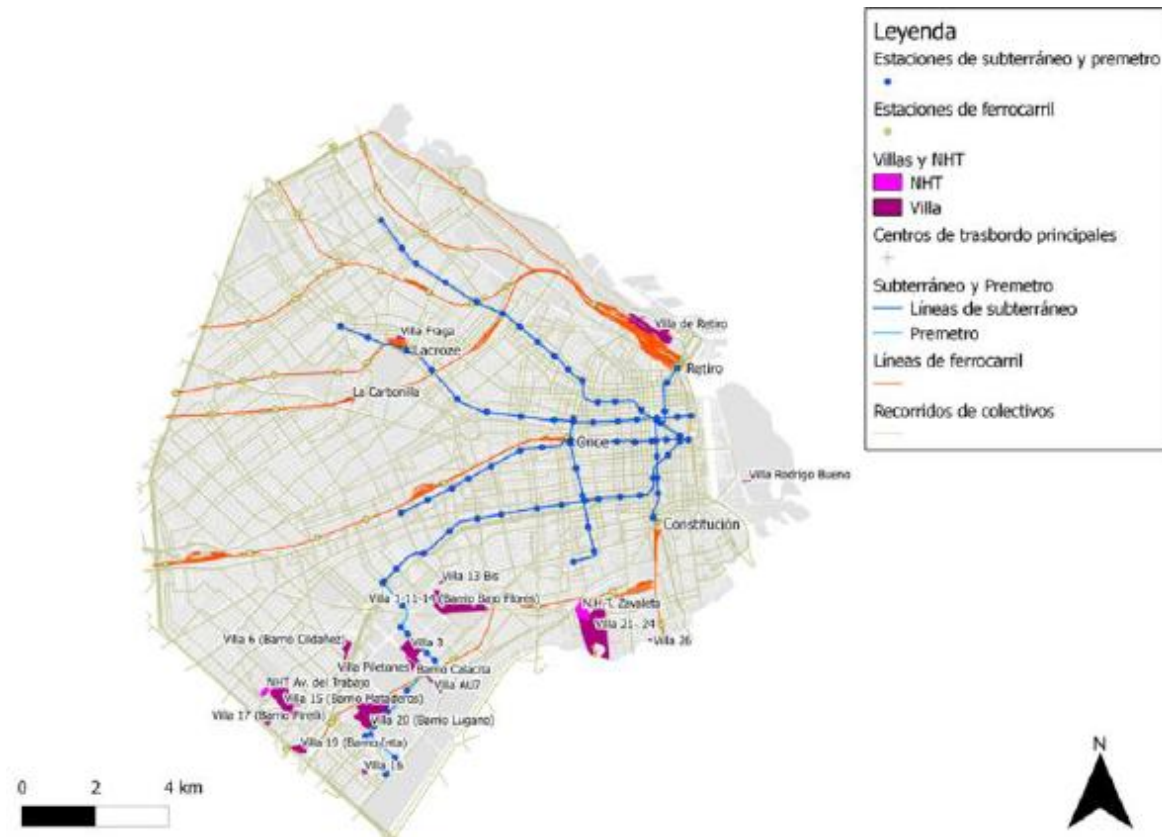 Leyenda
Estaciones de subterráneo y premetro
Estaciones de ferrocarril
Villas y NHT
NHT
Villa
Centros de trasbordo principales
Subterráneo y Premetro
Líneas de subterráneo
Premetro
Líneas de ferrocarril
Recorridos de colectivos
Villa de Retiro
Villa Fraga
Lacroze
Retiro
La Carbonilla
Once
Villa Rodrigo Bueno
Constitución
Villa 13 Bis
Villa 1-11-14 (Barrio Bajo Flores)
N.H.T. Zavaleta
Villa 21- 24
Villa 26
Villa 6 (Barrio Cildañez)
Villa 3
Villa Piletones
Barrio Calacita
Villa AU7
NHT Av. del Trabajo
Villa 15 (Barrio Mataderos)
Villa 17 (Barrio Pirelli)
Villa 20 (Barrio Lugano)
Villa 19 (Barrio Inta)
Villa 16
0 2 4 km
N